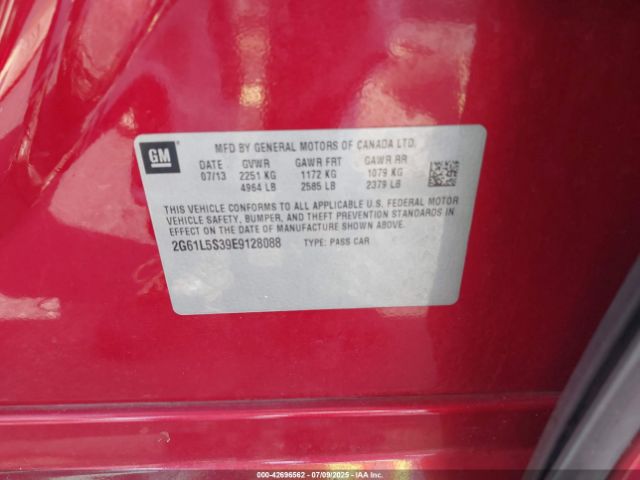 GM
MFD BY GENERAL MOTORS OF CANADA LTD.
DATE GVWR GAWR FRT GAWR RR
07/13 2251 KG 1172 KG 1079 KG
4964 LB 2585 LB 2379 LB
THIS VEHICLE CONFORMS TO ALL APPLICABLE U.S. FEDERAL MOTOR
VEHICLE SAFETY, BUMPER, AND THEFT PREVENTION STANDARDS IN
EFFECT ON THE DATE OF MANUFACTURE SHOWN ABOVE.
2G61L5S39E9128088 TYPE: PASS CAR
000-42696562 - 07/09/2025 - IAAI.COM